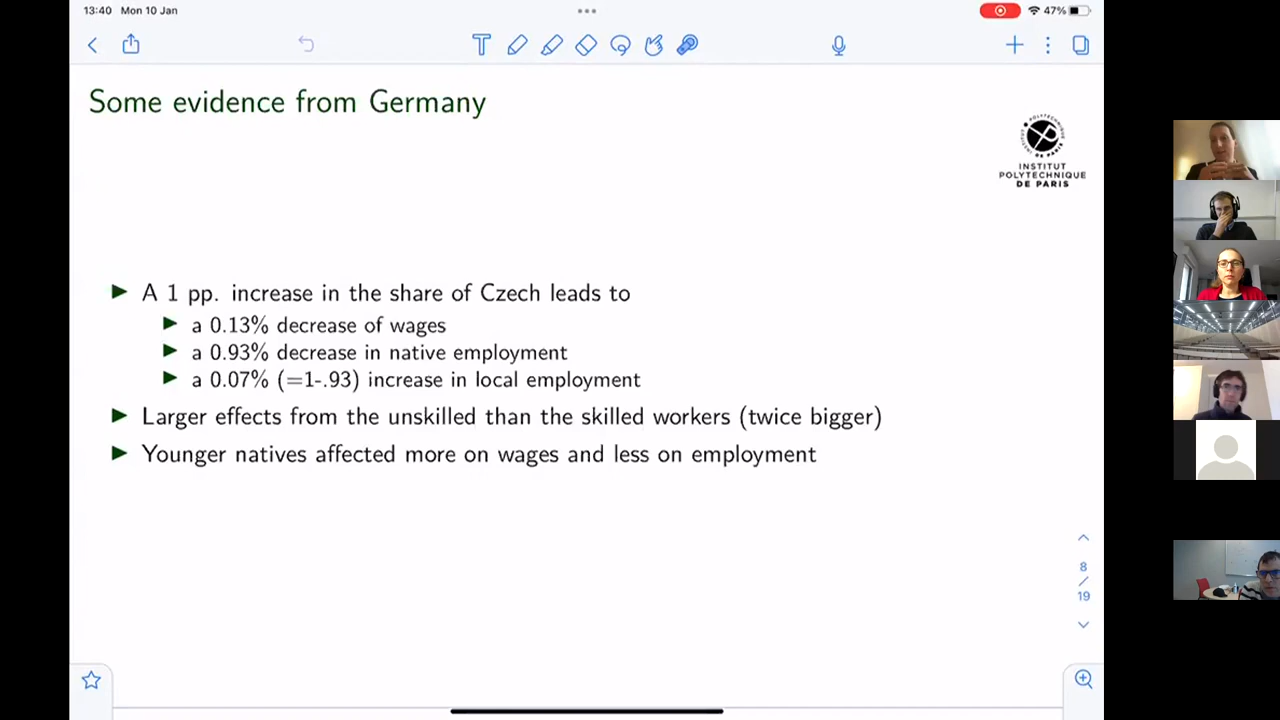 13:40 Mon 10 Jan
47%
Some evidence from Germany
INSTITUT
POLYTECHNIQUE
DE PARIS
A 1 pp. increase in the share of Czech leads to
a 0.13% decrease of wages
a 0.93% decrease in native employment
a 0.07% (=1-.93) increase in local employment
Larger effects from the unskilled than the skilled workers (twice bigger)
Younger natives affected more on wages and less on employment
8
/
19